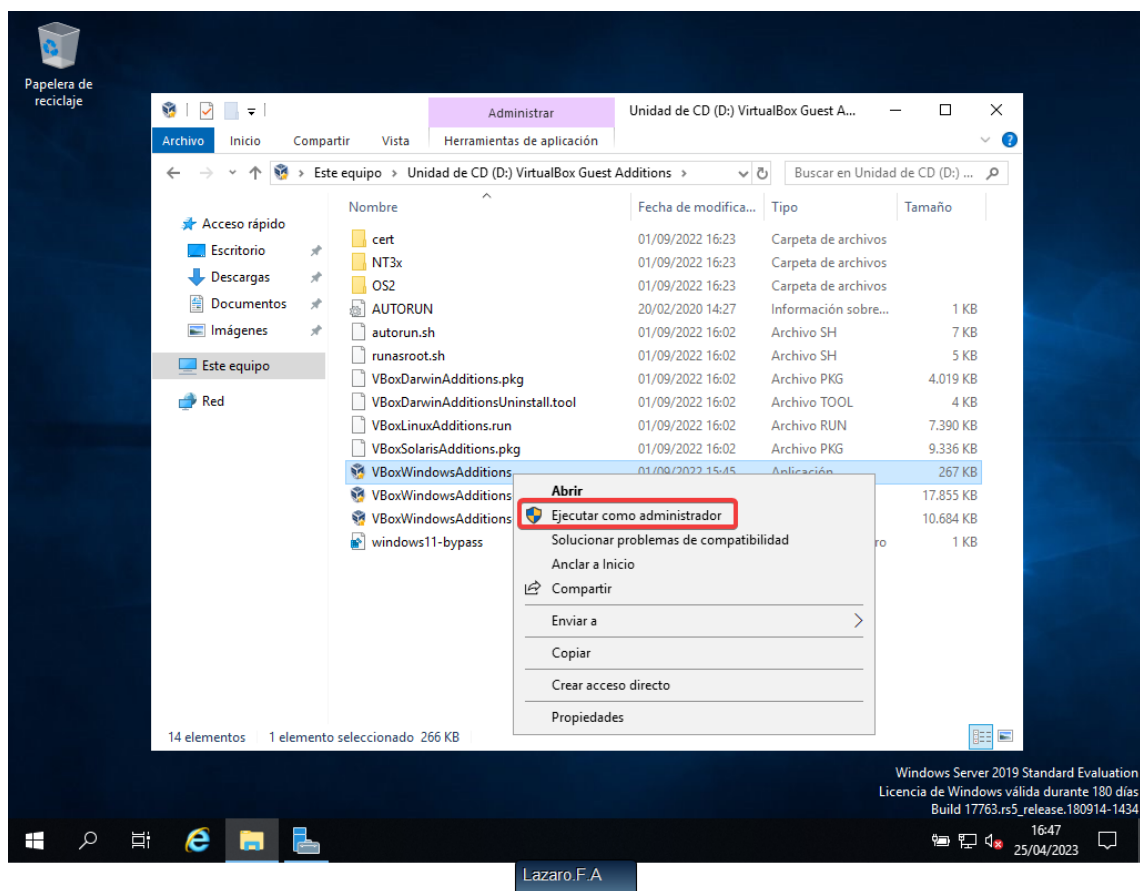 Papelera de
reciclaje
Administrar
Unidad de CD (D:) VirtualBox Guest A...
Archivo
Inicio
Compartir
Vista
Herramientas de aplicación
Este equipo
Unidad de CD (D:) VirtualBox Guest Additions
Buscar en Unidad de CD (D:) ...
Nombre
Fecha de modifica...
Tipo
Tamaño
Acceso rápido
Escritorio
Descargas
Documentos
Imágenes
Este equipo
Red
cert 01/09/2022 16:23 Carpeta de archivos
NT3x 01/09/2022 16:23 Carpeta de archivos
OS2 01/09/2022 16:23 Carpeta de archivos
AUTORUN 20/02/2020 14:27 Información sobre... 1 KB
autorun.sh 01/09/2022 16:02 Archivo SH 7 KB
runasroot.sh 01/09/2022 16:02 Archivo SH 5 KB
VBoxDarwinAdditions.pkg 01/09/2022 16:02 Archivo PKG 4.019 KB
VBoxDarwinAdditionsUninstall.tool 01/09/2022 16:02 Archivo TOOL 4 KB
VBoxLinuxAdditions.run 01/09/2022 16:02 Archivo RUN 7.390 KB
VBoxSolarisAdditions.pkg 01/09/2022 16:02 Archivo PKG 9.336 KB
VBoxWindowsAdditions 01/09/2022 15:45 Aplicación 267 KB
VBoxWindowsAdditions 17.855 KB
VBoxWindowsAdditions 10.684 KB
windows11-bypass ro 1 KB
Abrir
Ejecutar como administrador
Solucionar problemas de compatibilidad
Anclar a Inicio
Compartir
Enviar a
Copiar
Crear acceso directo
Propiedades
14 elementos
1 elemento seleccionado 266 KB
Windows Server 2019 Standard Evaluation
Licencia de Windows válida durante 180 días
Build 17763.rs5_release.180914-1434
16:47
25/04/2023
Lazaro.F.A